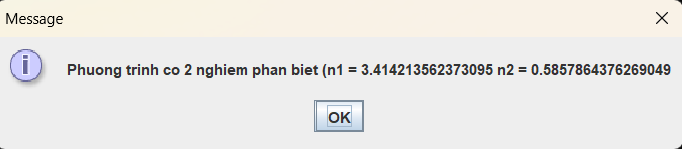 Message
Phuong trinh co 2 nghiem phan biet (n1 = 3.414213562373095 n2 = 0.5857864376269049
OK